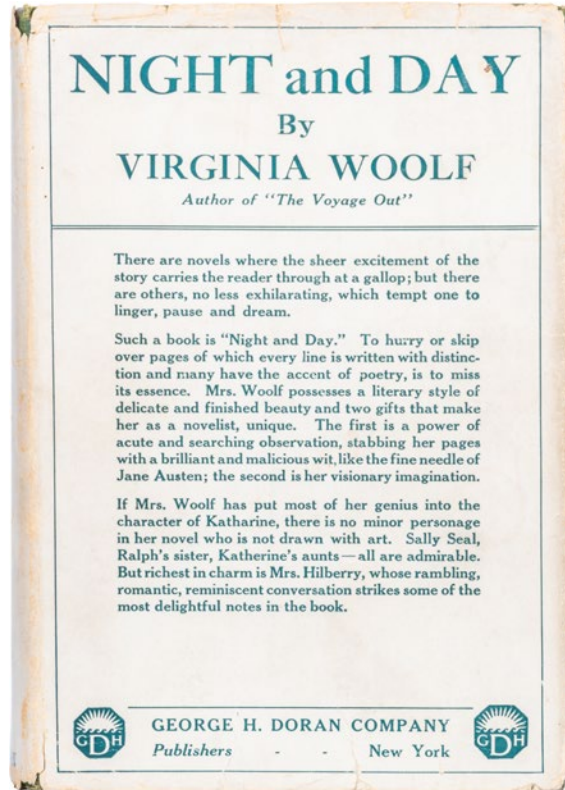 NIGHT and DAY
By
VIRGINIA WOOLF
Author of "The Voyage Out"
There are novels where the sheer excitement of the
story carries the reader through at a gallop; but there
are others, no less exhilarating, which tempt one to
linger, pause and dream.
Such a book is "Night and Day." To hurry or skip
over pages of which every line is written with distinc-
tion and many have the accent of poetry, is to miss
its essence. Mrs. Woolf possesses a literary style of
delicate and finished beauty and two gifts that make
her as a novelist, unique. The first is a power of
acute and searching observation, stabbing her pages
with a brilliant and malicious wit, like the fine needle of
Jane Austen; the second is her visionary imagination.
If Mrs. Woolf has put most of her genius into the
character of Katharine, there is no minor personage
in her novel who is not drawn with art. Sally Seal,
Ralph's sister, Katherine's aunts—all are admirable.
But richest in charm is Mrs. Hilberry, whose rambling,
romantic, reminiscent conversation strikes some of the
most delightful notes in the book.
GDH
GEORGE H. DORAN COMPANY
Publishers - - New York
GDH